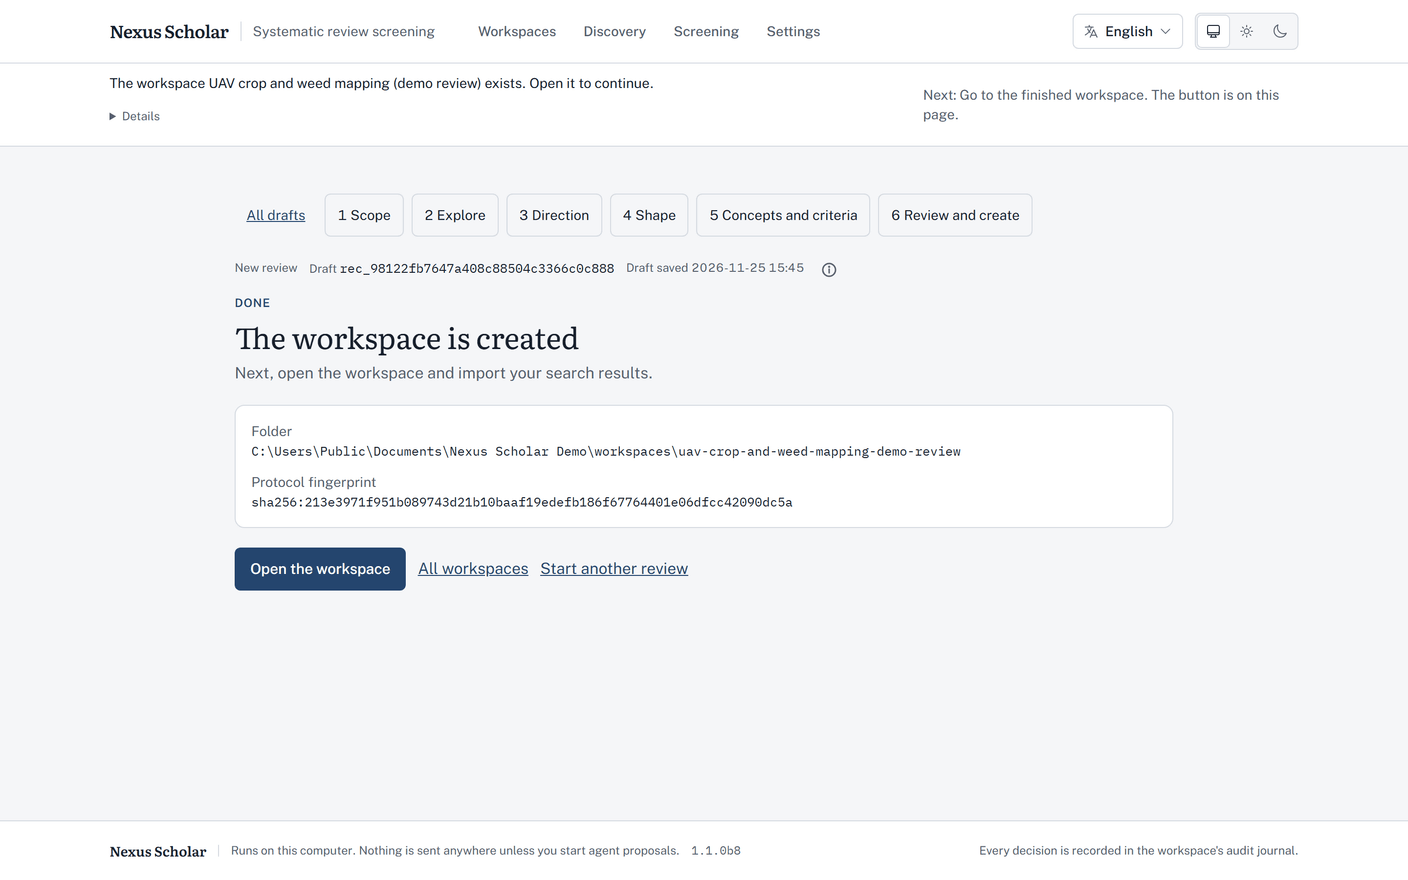 Nexus Scholar
Systematic review screening
Workspaces
Discovery
Screening
Settings
English
The workspace UAV crop and weed mapping (demo review) exists. Open it to continue.
Details
Next: Go to the finished workspace. The button is on this
page.
All drafts
1 Scope
2 Explore
3 Direction
4 Shape
5 Concepts and criteria
6 Review and create
New review
Draft rec_98122fb7647a408c88504c3366c0c888
Draft saved 2026-11-25 15:45
DONE
The workspace is created
Next, open the workspace and import your search results.
Folder
C:\Users\Public\Documents\Nexus Scholar Demo\workspaces\uav-crop-and-weed-mapping-demo-review
Protocol fingerprint
sha256:213e3971f951b089743d21b10baaf19edefb186f67764401e06dfcc42090dc5a
Open the workspace
All workspaces
Start another review
Nexus Scholar
Runs on this computer. Nothing is sent anywhere unless you start agent proposals.
1.1.0b8
Every decision is recorded in the workspace's audit journal.